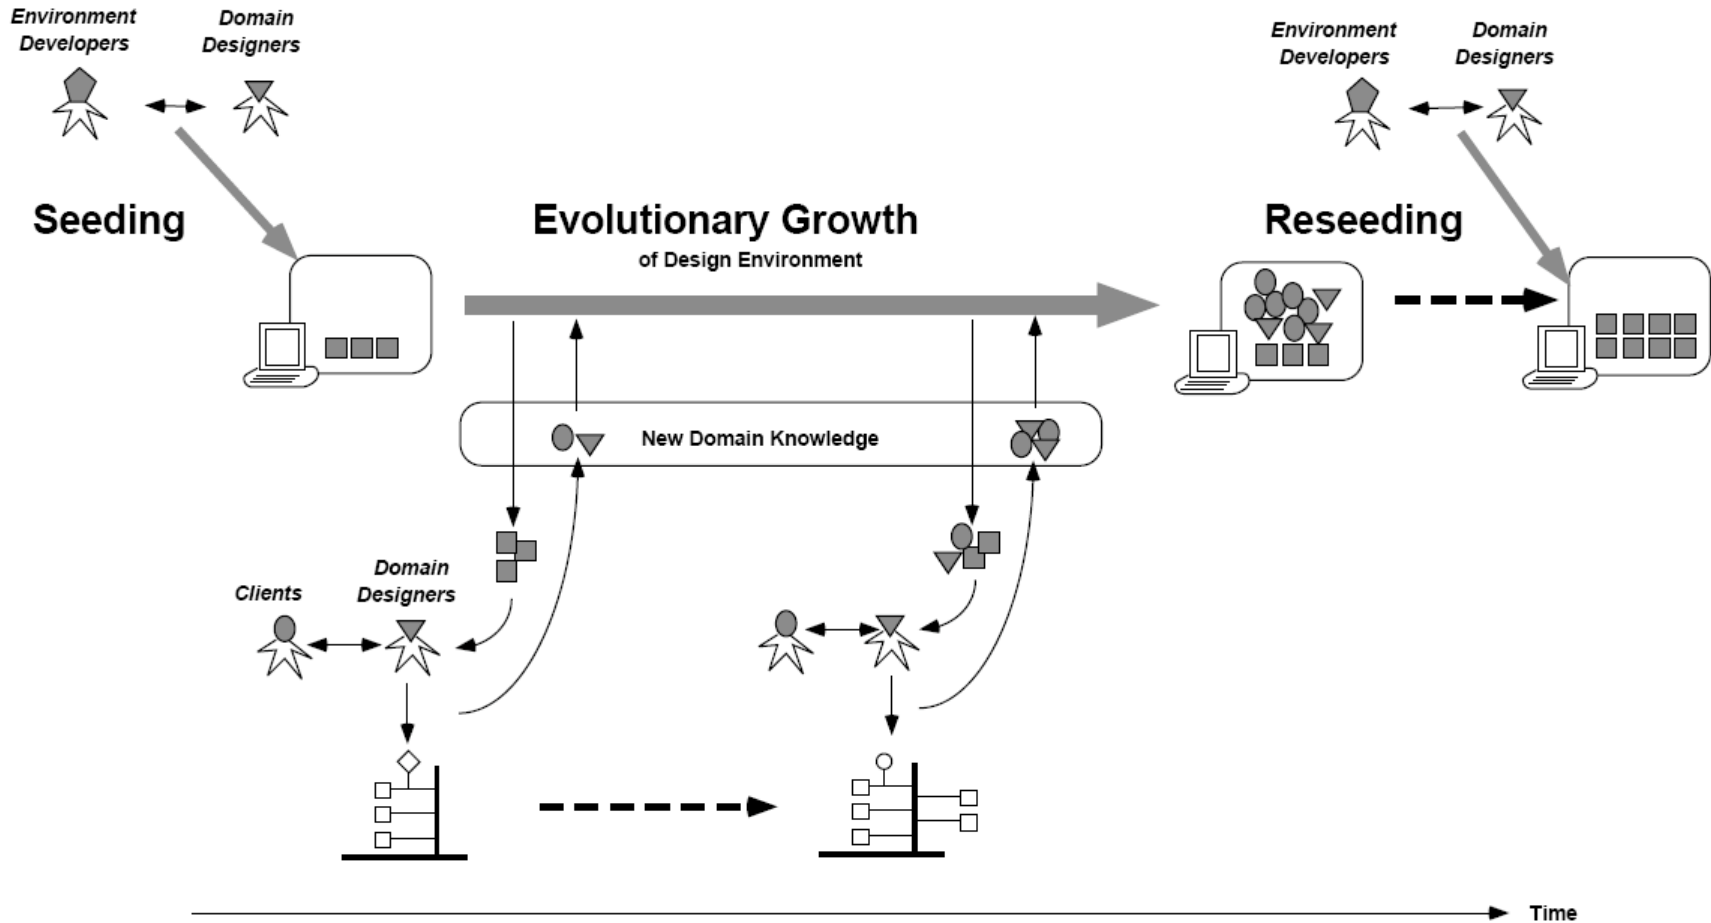 Environment
Developers
Domain
Designers
Environment
Developers
Domain
Designers
Seeding
Evolutionary Growth
of Design Environment
Reseeding
New Domain Knowledge
Clients
Domain
Designers
Time